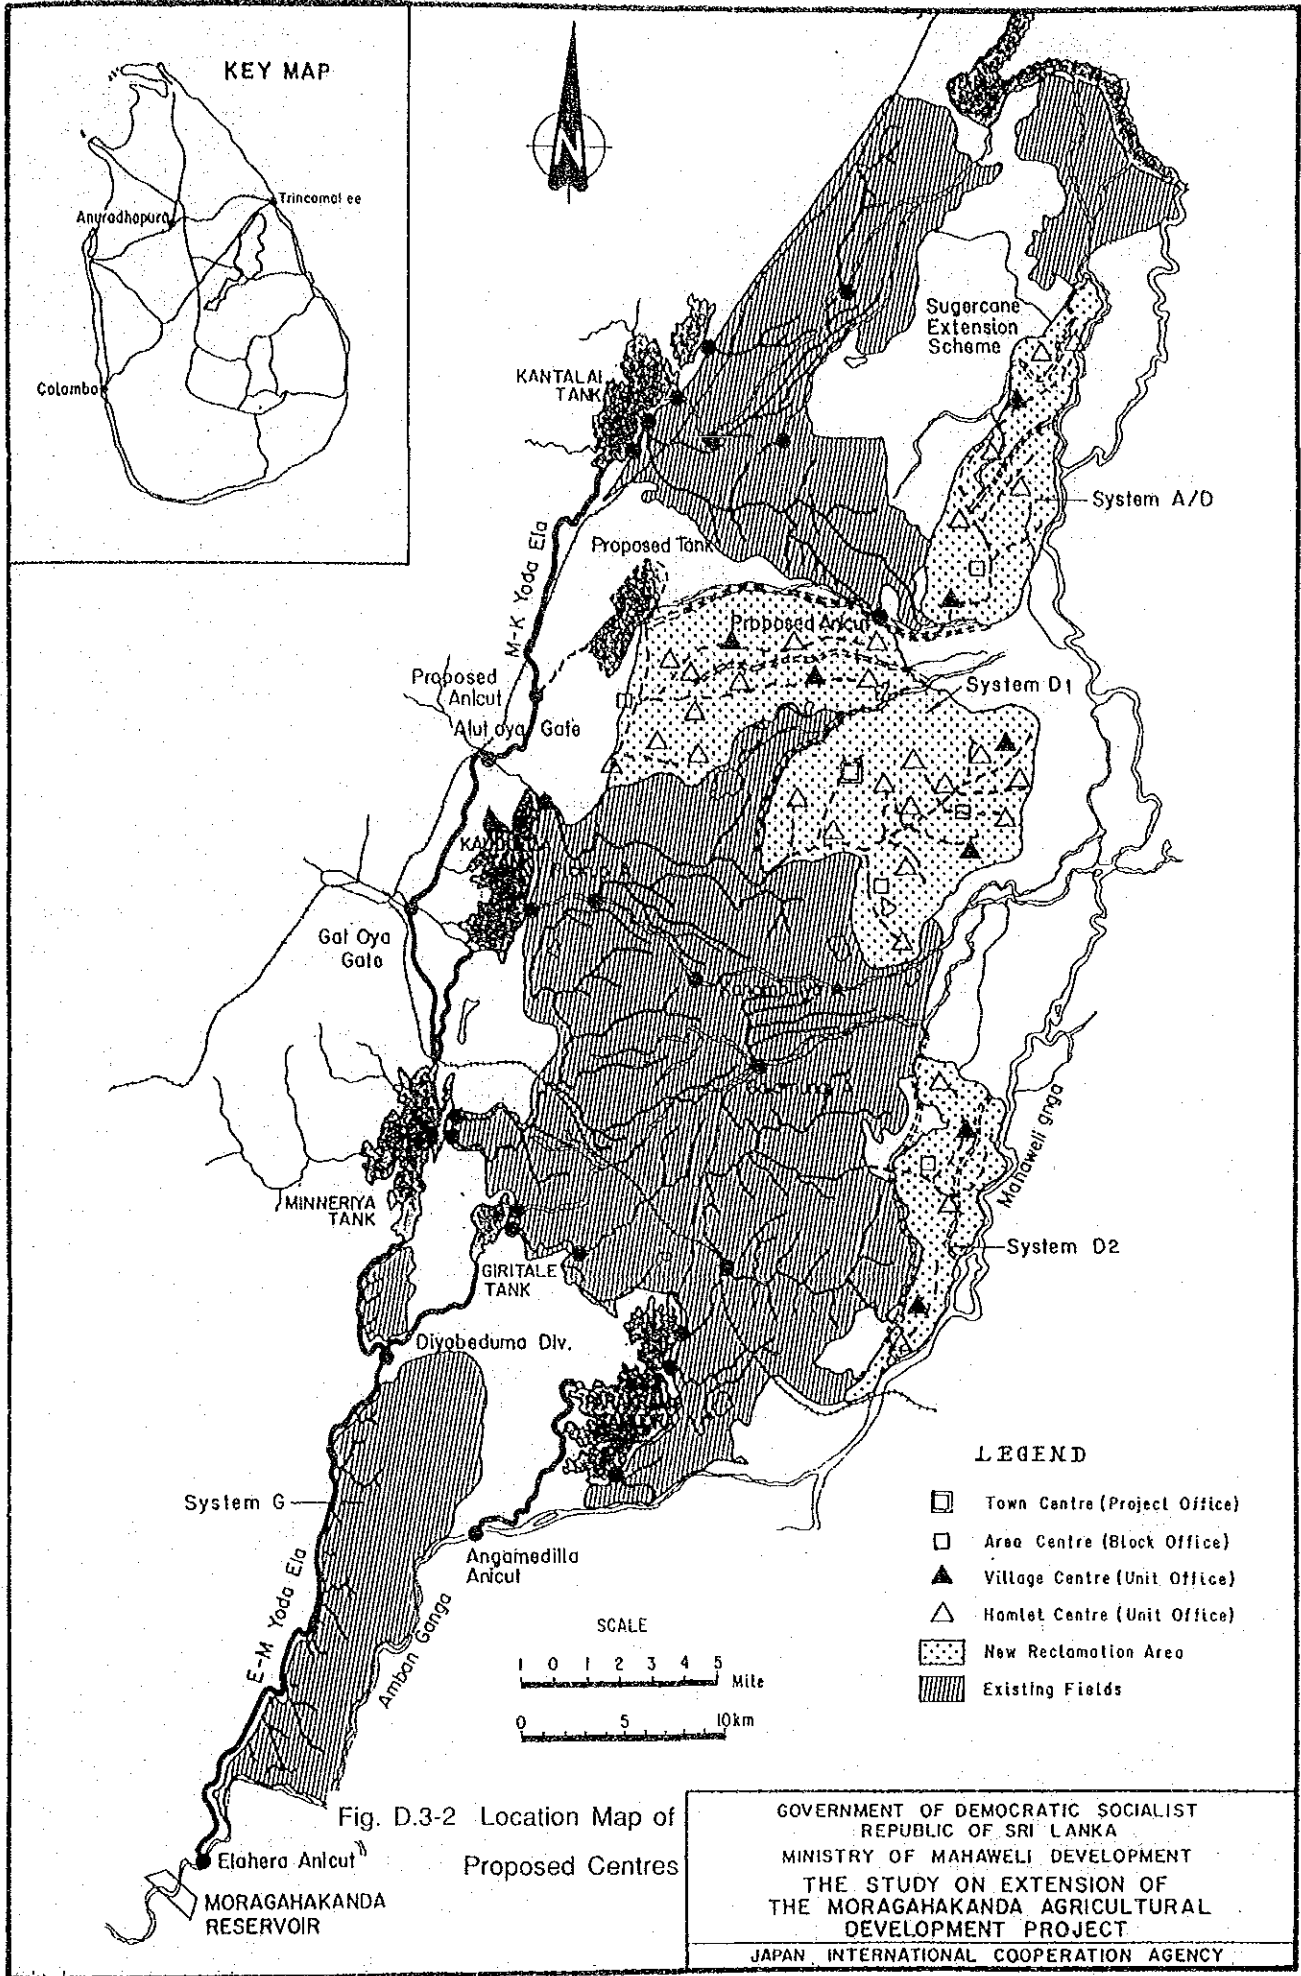 KEY MAP
Trincomalee
Anuradhapura
Colombo
N
Sugercane
Extension
Scheme
KANTALAI
TANK
System A/D
Proposed Tank
M-K Yoda Ela
Proposed Anicut
Proposed
Anicut
System D1
Alut oya Gate
Gal Oya
Gate
Mahaweli gnga
MINNERIYA
TANK
System D2
GIRITALE
TANK
Diyabeduma Div.
System G
Angamedilla
Anicut
E-M Yoda Ela
Amban Ganga
LEGEND
Town Centre (Project Office)
Area Centre (Block Office)
Village Centre (Unit Office)
Hamlet Centre (Unit Office)
New Reclamation Area
Existing Fields
SCALE
1 0 1 2 3 4 5 Mile
0 5 10km
Elahera Anicut
MORAGAHAKANDA
RESERVOIR
Fig. D.3-2 Location Map of
Proposed Centres
GOVERNMENT OF DEMOCRATIC SOCIALIST
REPUBLIC OF SRI LANKA
MINISTRY OF MAHAWELI DEVELOPMENT
THE STUDY ON EXTENSION OF
THE MORAGAHAKANDA AGRICULTURAL
DEVELOPMENT PROJECT
JAPAN INTERNATIONAL COOPERATION AGENCY